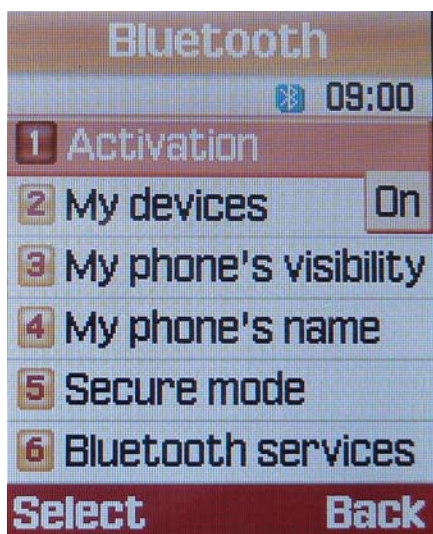 Bluetooth
09:00
1 Activation
2 My devices
On
3 My phone's visibility
4 My phone's name
5 Secure mode
6 Bluetooth services
Select Back